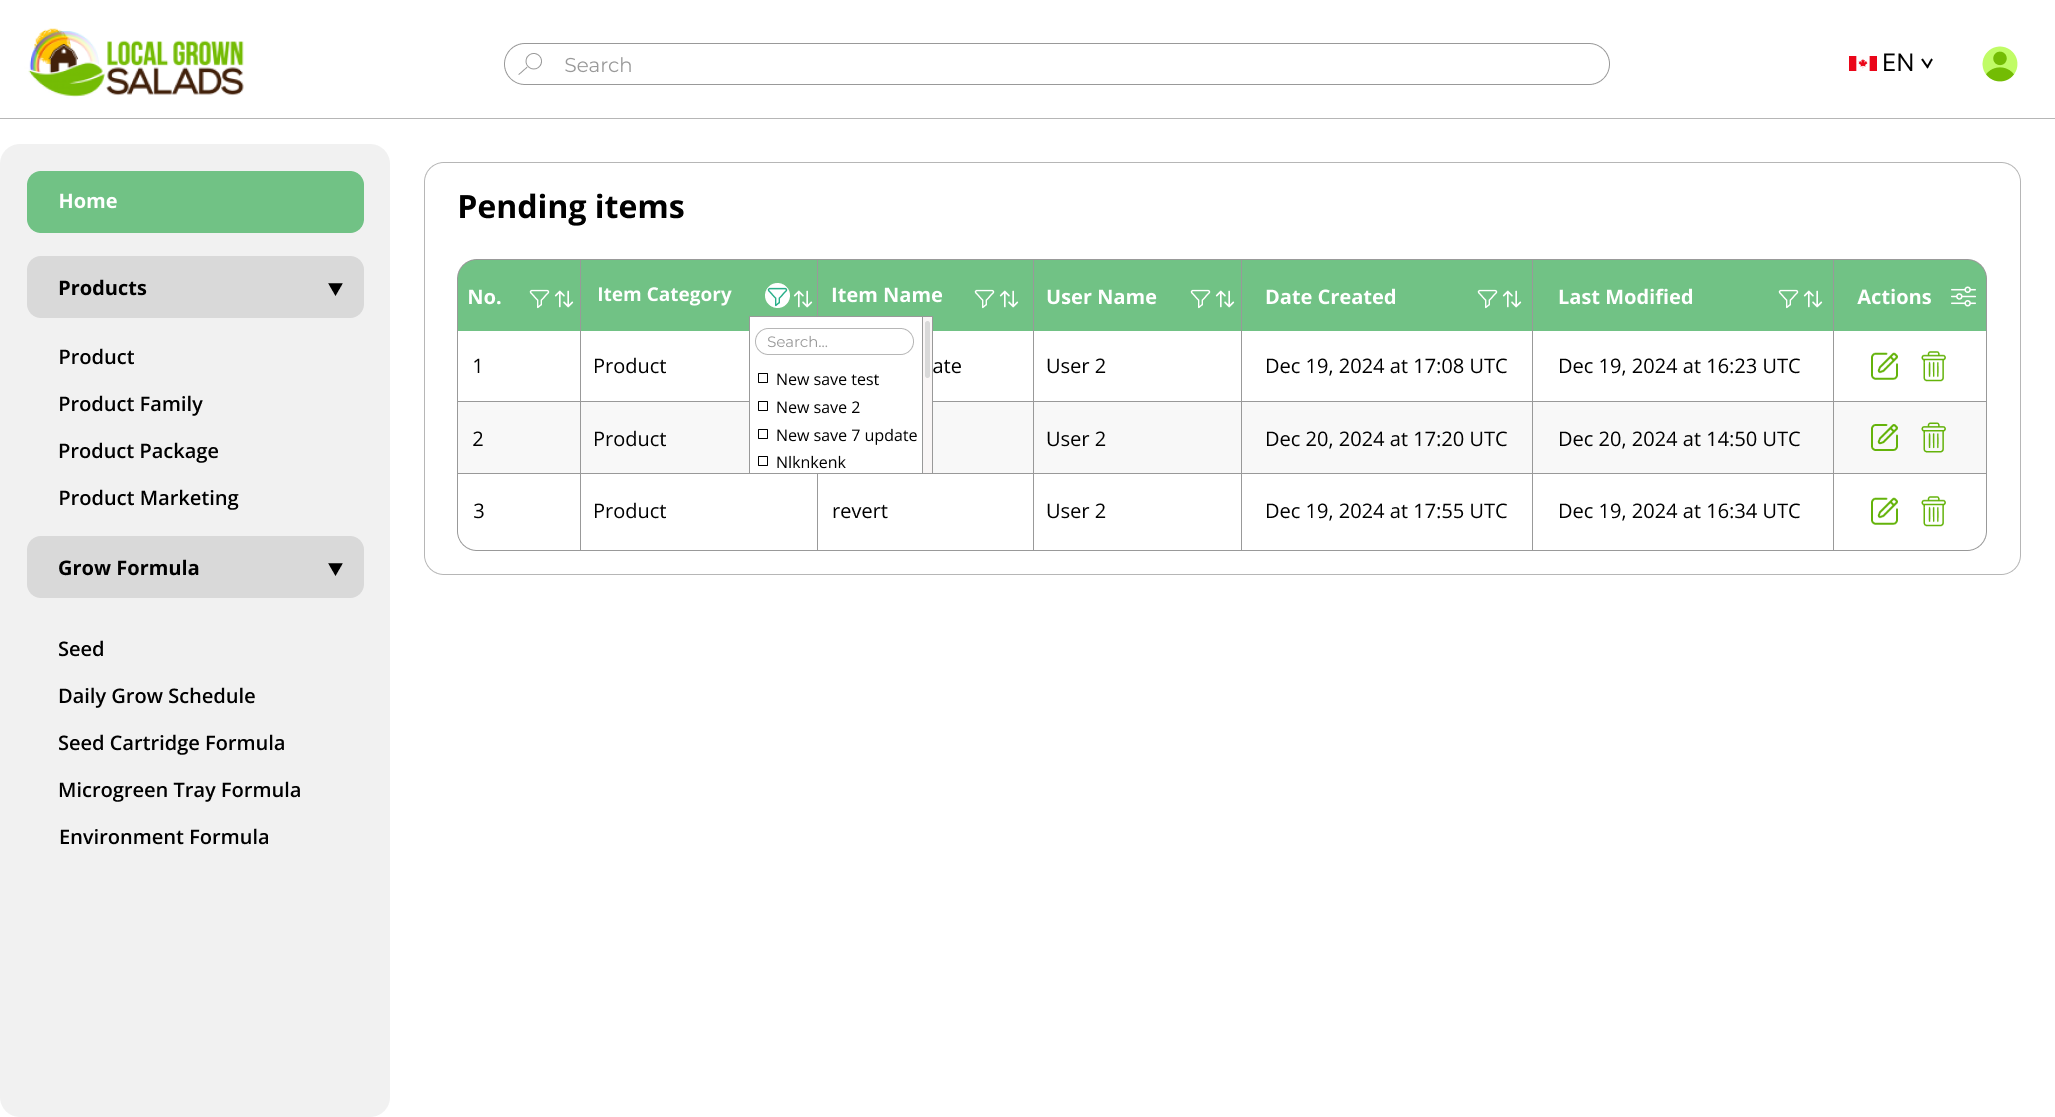 LOCAL GROWN
SALADS
Search
EN
Home
Products
Product
Product Family
Product Package
Product Marketing
Grow Formula
Seed
Daily Grow Schedule
Seed Cartridge Formula
Microgreen Tray Formula
Environment Formula
Pending items
No. Item Category Item Name User Name Date Created Last Modified Actions
Search...
New save test
New save 2
New save 7 update
Nlknkenk
1 Product ate User 2 Dec 19, 2024 at 17:08 UTC Dec 19, 2024 at 16:23 UTC
2 Product User 2 Dec 20, 2024 at 17:20 UTC Dec 20, 2024 at 14:50 UTC
3 Product revert User 2 Dec 19, 2024 at 17:55 UTC Dec 19, 2024 at 16:34 UTC